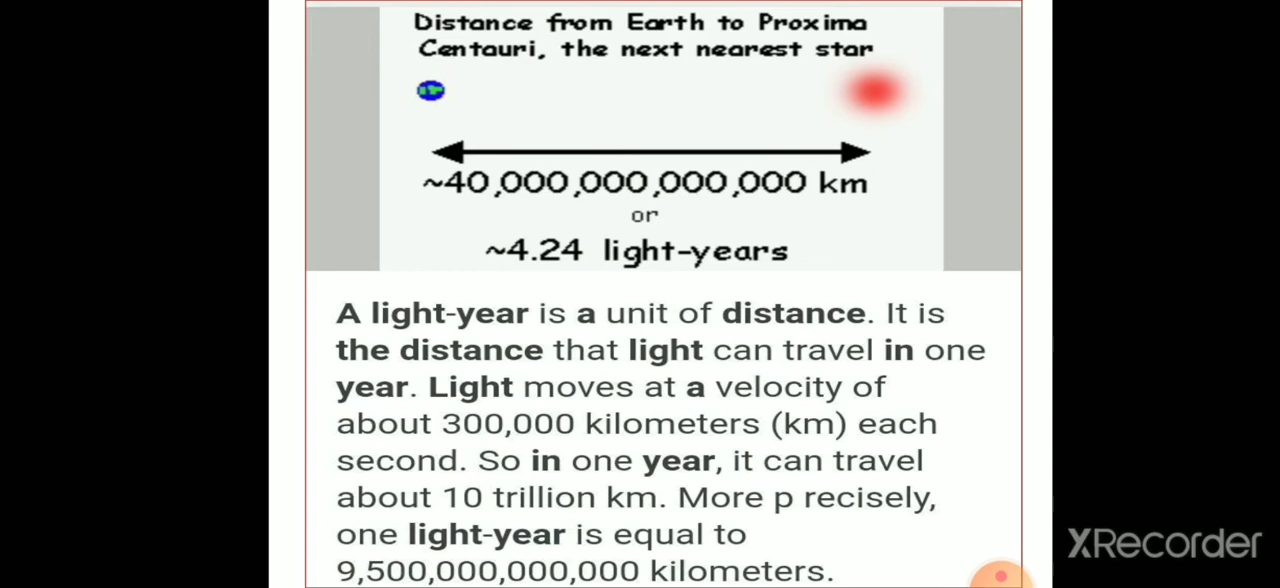 Distance from Earth to Proxima
Centauri, the next nearest star
~40,000,000,000,000 km
or
~4.24 light-years
A light-year is a unit of distance. It is
the distance that light can travel in one
year. Light moves at a velocity of
about 300,000 kilometers (km) each
second. So in one year, it can travel
about 10 trillion km. More p recisely,
one light-year is equal to
9,500,000,000,000 kilometers.
XRecorder